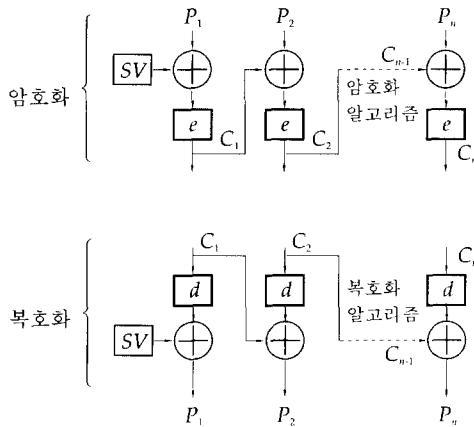 P₁ P₂ Pₙ
SV
Cₙ₋₁
암호화
암호화
알고리즘
e e e
C₁ C₂ Cₙ
C₁ C₂ Cₙ
d d d
복호화
알고리즘
복호화
SV
Cₙ₋₁
P₁ P₂ Pₙ